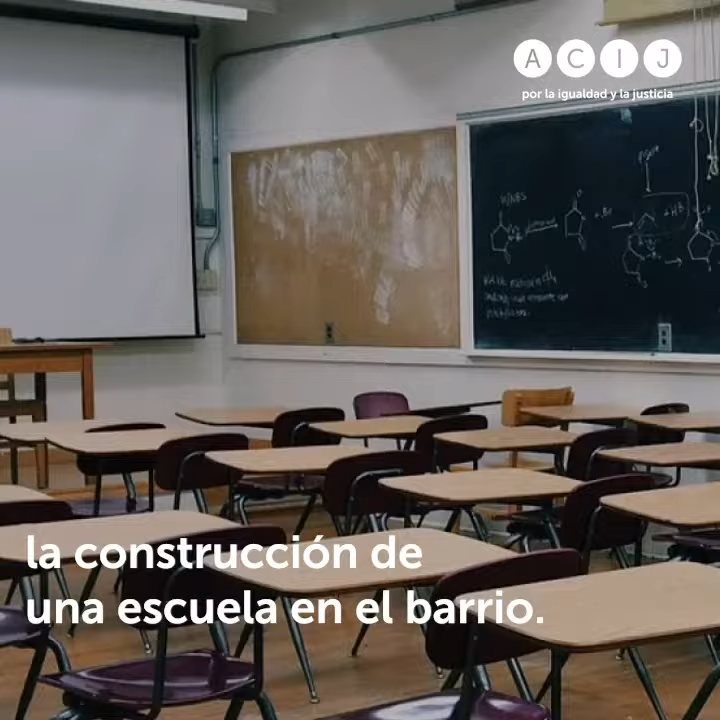 A C I J
por la igualdad y la justicia
la construcción de
una escuela en el barrio.